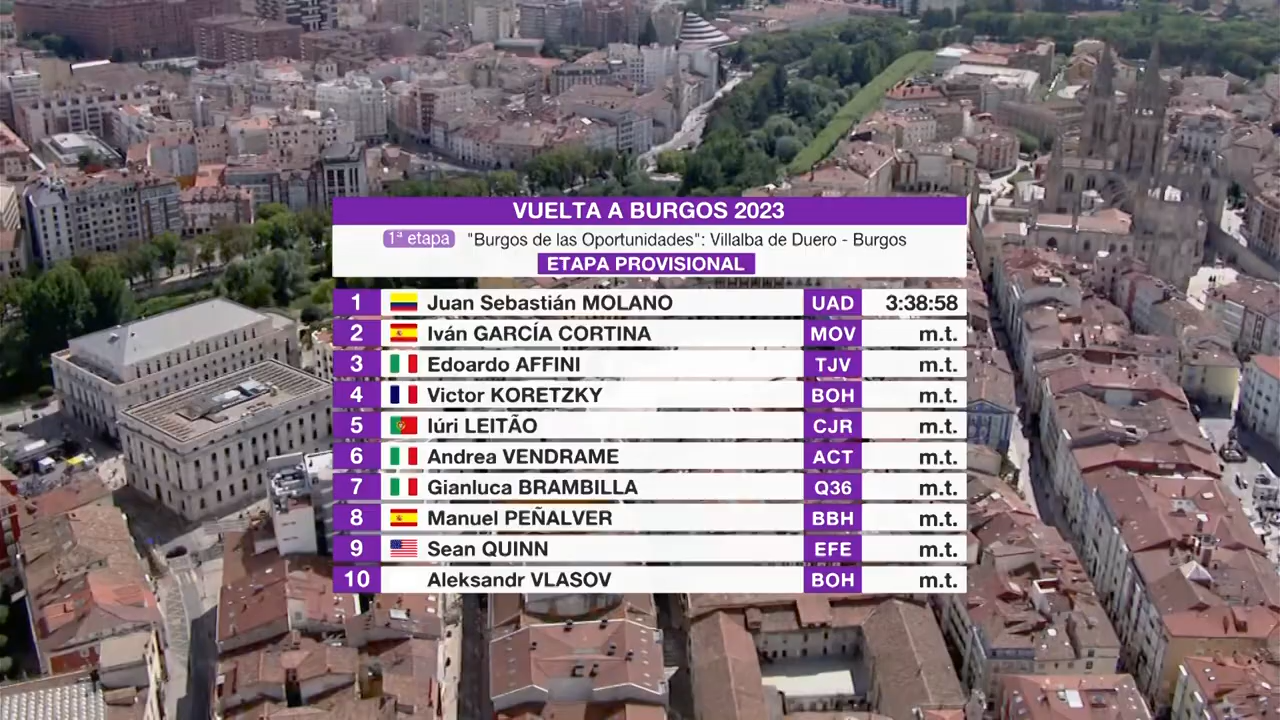 VUELTA A BURGOS 2023
1ª etapa "Burgos de las Oportunidades": Villalba de Duero - Burgos
ETAPA PROVISIONAL
1 Juan Sebastián MOLANO UAD 3:38:58
2 Iván GARCÍA CORTINA MOV m.t.
3 Edoardo AFFINI TJV m.t.
4 Victor KORETZKY BOH m.t.
5 Iúri LEITÃO CJR m.t.
6 Andrea VENDRAME ACT m.t.
7 Gianluca BRAMBILLA Q36 m.t.
8 Manuel PEÑALVER BBH m.t.
9 Sean QUINN EFE m.t.
10 Aleksandr VLASOV BOH m.t.